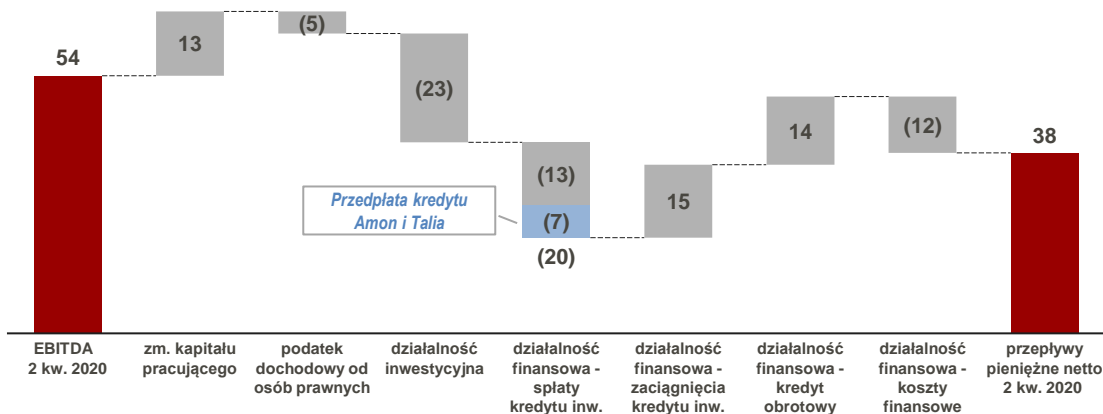 54
13
(5)
(23)
(13)
(7)
(20)
15
14
(12)
38
Przedpłata kredytu
Amon i Talia
EBITDA
2 kw. 2020
zm. kapitału
pracującego
podatek
dochodowy od
osób prawnych
działalność
inwestycyjna
działalność
finansowa -
spłaty
kredytu inw.
działalność
finansowa -
zaciągnięcia
kredytu inw.
działalność
finansowa -
kredyt
obrotowy
działalność
finansowa -
koszty
finansowe
przepływy
pieniężne netto
2 kw. 2020